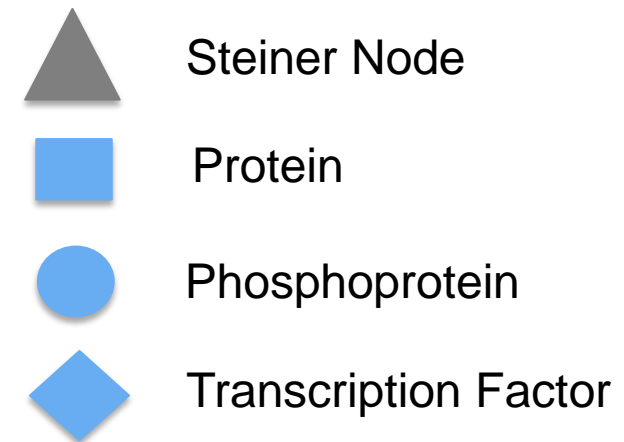 Steiner Node
Protein
Phosphoprotein
Transcription Factor